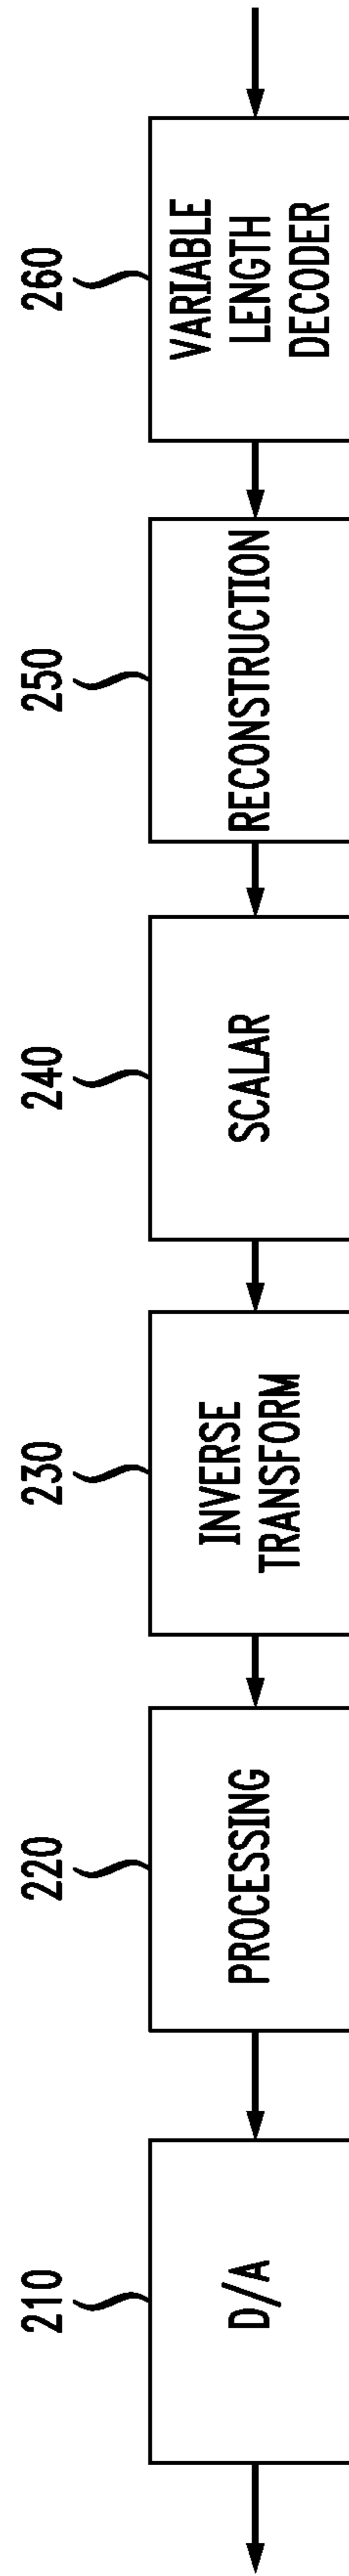 210
220
230
240
250
260
D/A
PROCESSING
INVERSE
TRANSFORM
SCALAR
RECONSTRUCTION
VARIABLE
LENGTH
DECODER